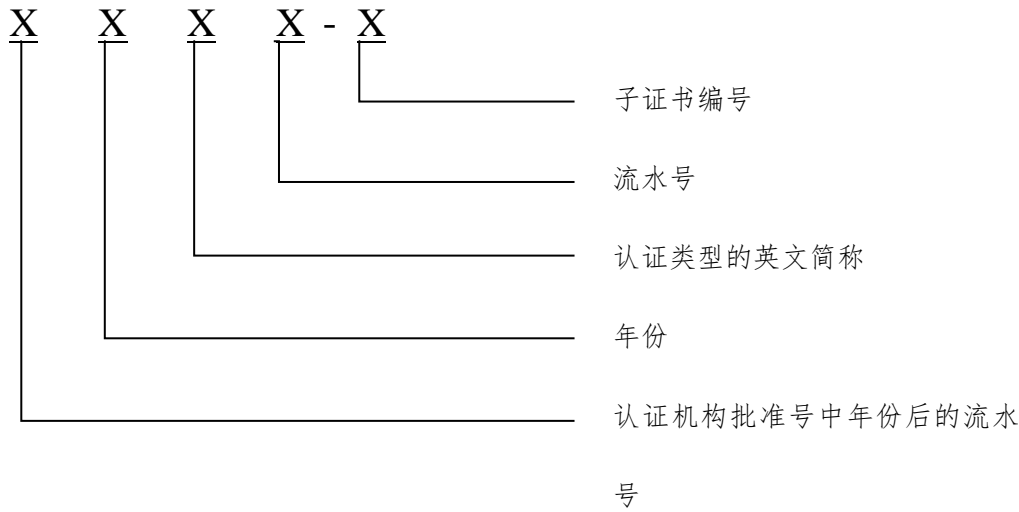 X X X X - X
子证书编号
流水号
认证类型的英文简称
年份
认证机构批准号中年份后的流水
号